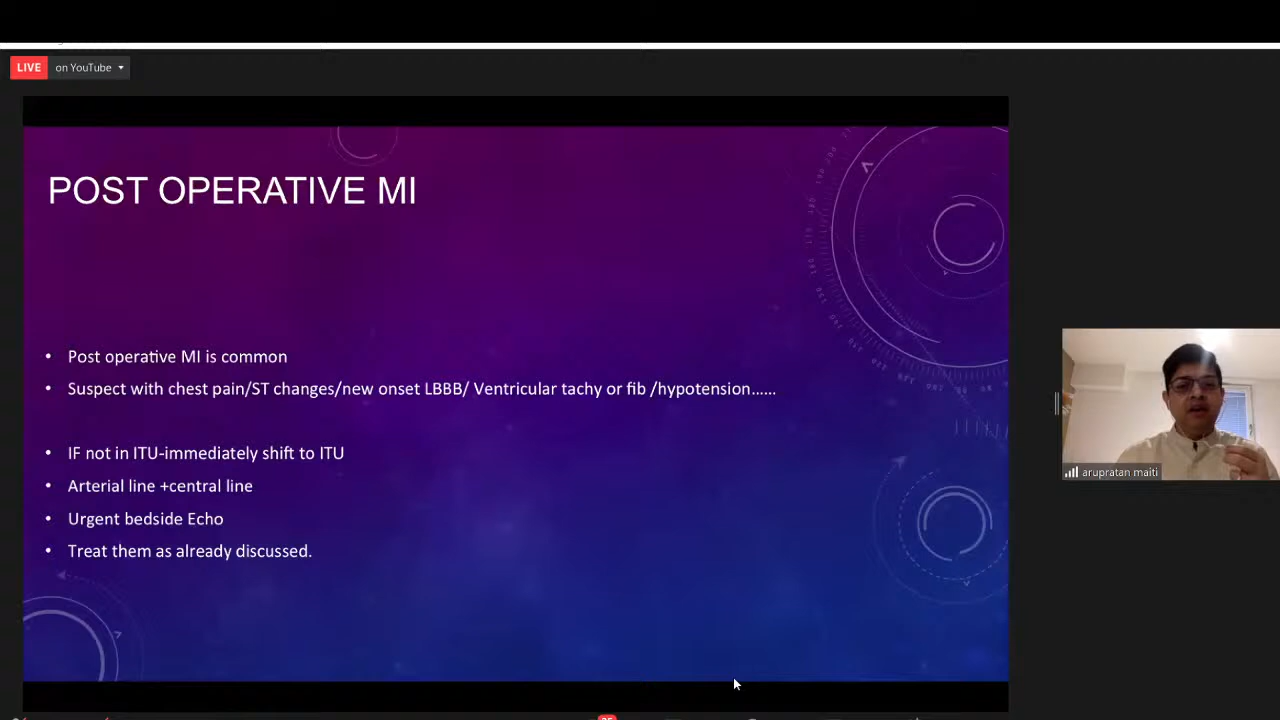 LIVE on YouTube
POST OPERATIVE MI
• Post operative MI is common
• Suspect with chest pain/ST changes/new onset LBBB/ Ventricular tachy or fib /hypotension......
• IF not in ITU-immediately shift to ITU
• Arterial line +central line
• Urgent bedside Echo
• Treat them as already discussed.
arupratan maiti